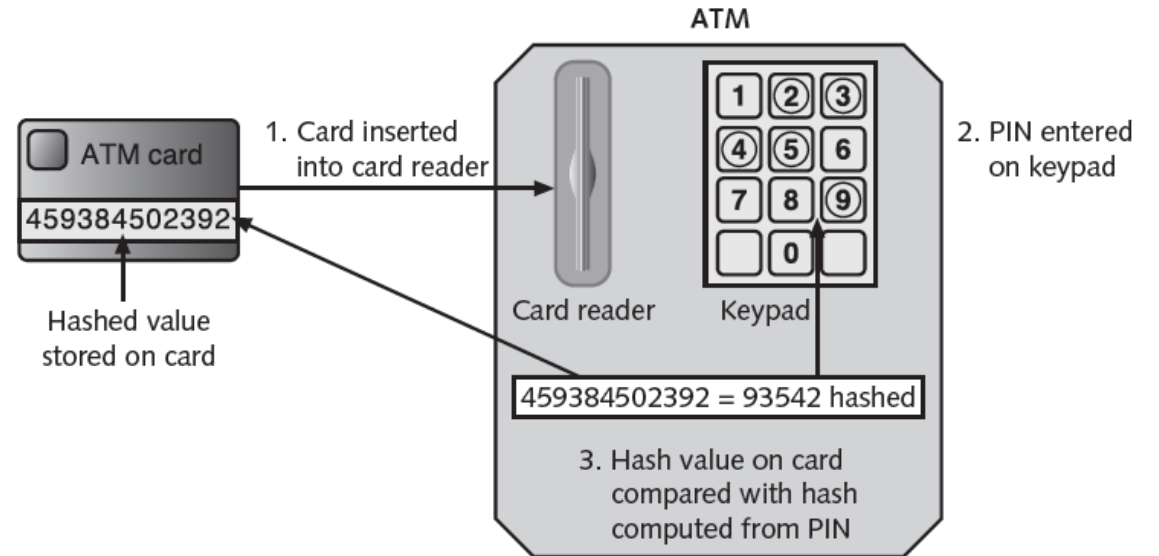 ATM
ATM card
459384502392
Hashed value
stored on card
1. Card inserted
into card reader
Card reader
1 2 3
4 5 6
7 8 9
0
Keypad
2. PIN entered
on keypad
459384502392 = 93542 hashed
3. Hash value on card
compared with hash
computed from PIN